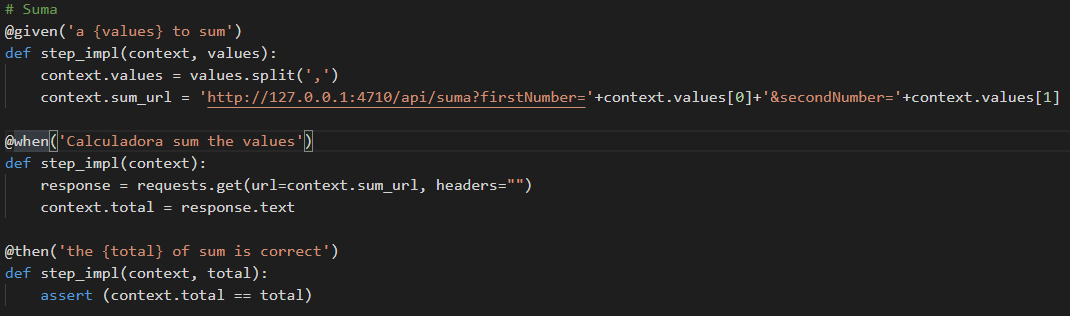 # Suma
@given('a {values} to sum')
def step_impl(context, values):
    context.values = values.split(',')
    context.sum_url = 'http://127.0.0.1:4710/api/suma?firstNumber='+context.values[0]+'&secondNumber='+context.values[1]
@when('Calculadora sum the values')
def step_impl(context):
    response = requests.get(url=context.sum_url, headers="")
    context.total = response.text
@then('the {total} of sum is correct')
def step_impl(context, total):
    assert (context.total == total)